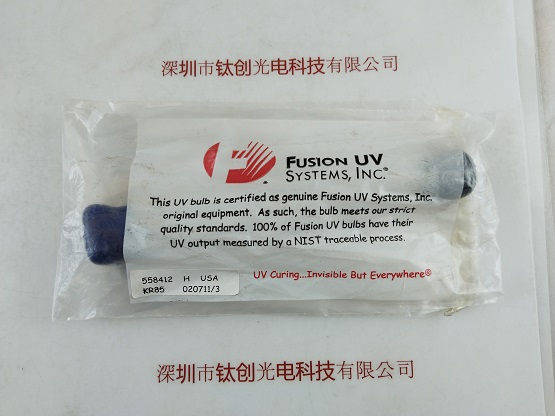 深圳市钛创光电科技有限公司
FUSION UV
SYSTEMS, INC.®
This UV bulb is certified as genuine Fusion UV Systems, Inc.
original equipment. As such, the bulb meets our strict
quality standards. 100% of Fusion UV bulbs have their
UV output measured by a NIST traceable process.
558412 H USA
KR85 020711/3
UV Curing...Invisible But Everywhere®
深圳市钛创光电科技有限公司